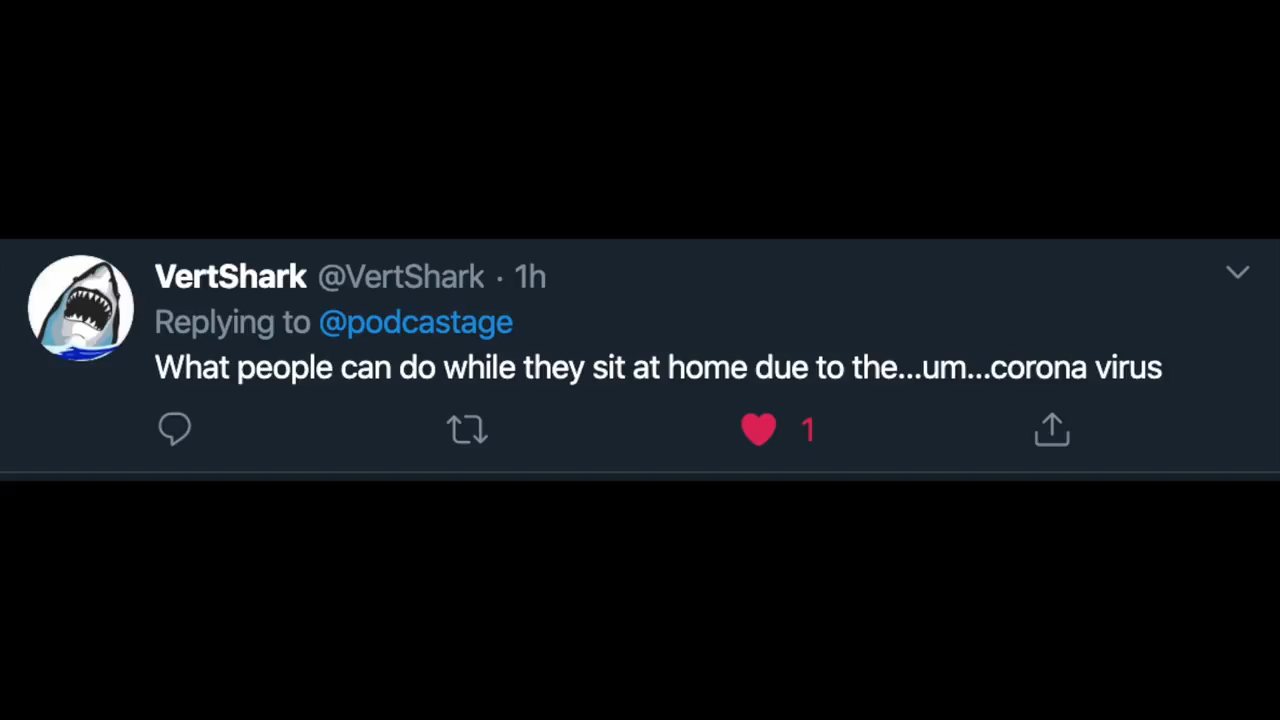 VertShark @VertShark · 1h
Replying to @podcastage
What people can do while they sit at home due to the...um...corona virus
1